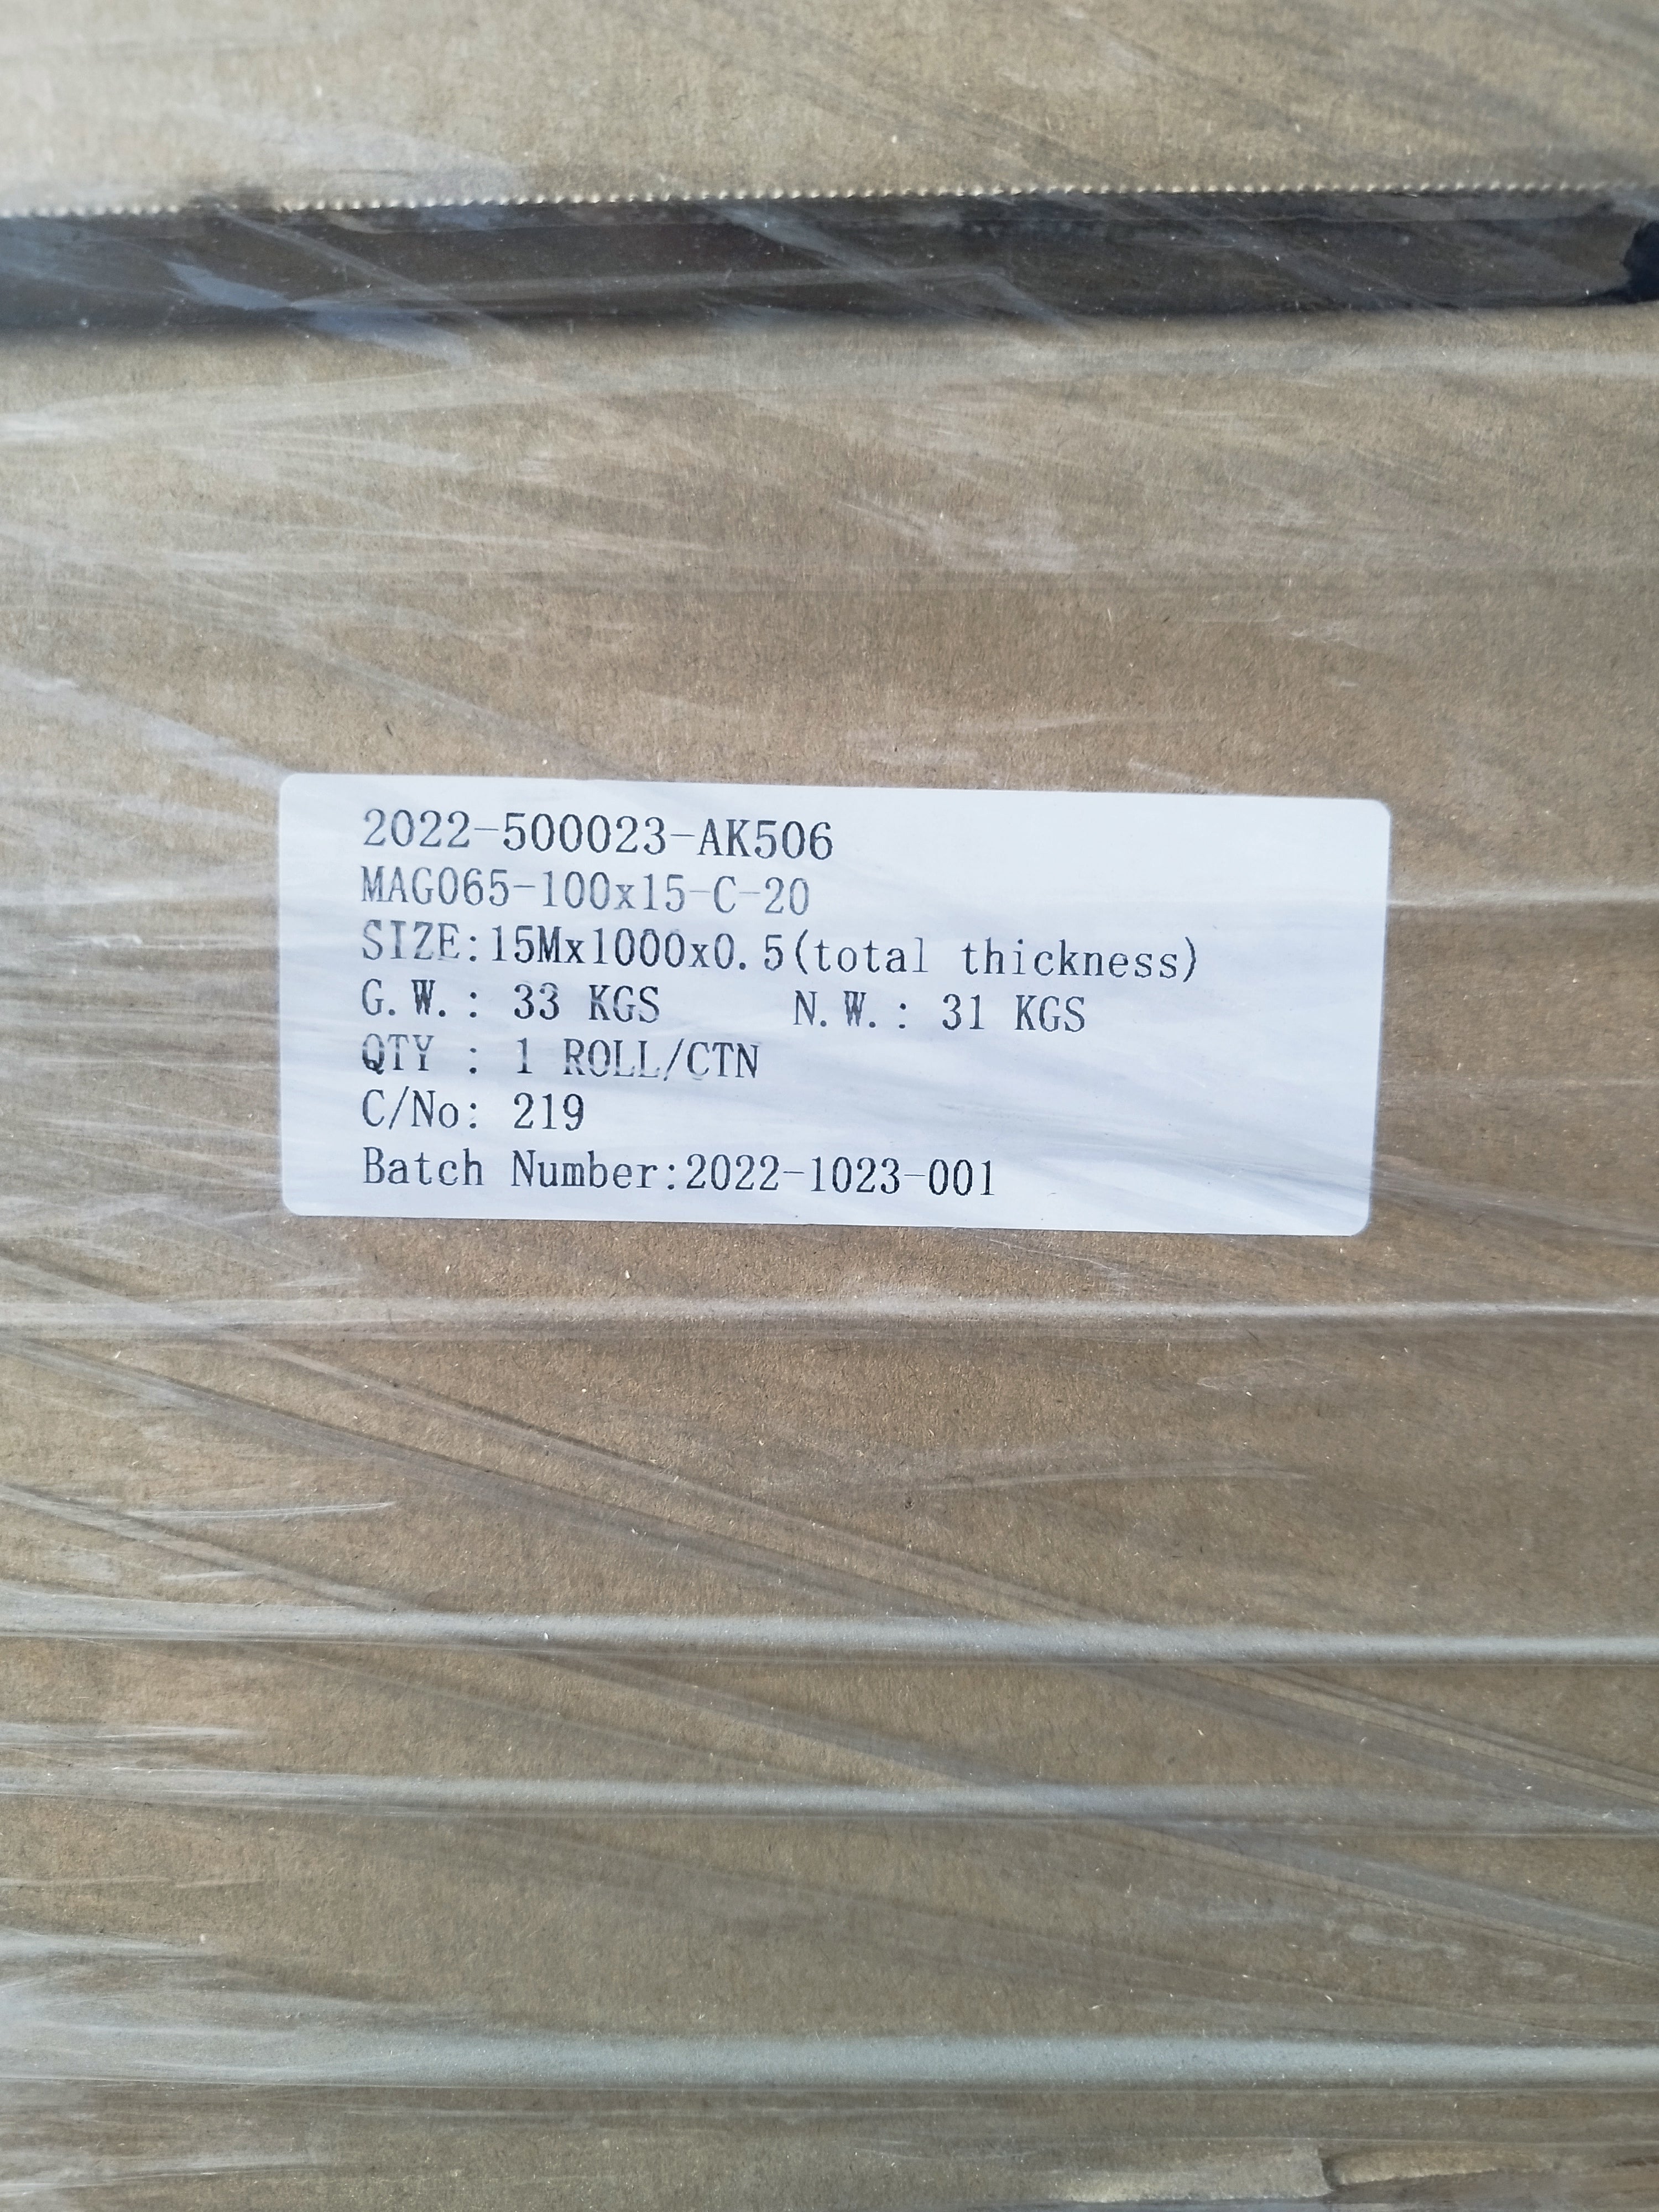 2022-500023-AK506
MAG065-100x15-C-20
SIZE:15Mx1000x0.5(total thickness)
G.W.: 33 KGS N.W.: 31 KGS
QTY : 1 ROLL/CTN
C/No: 219
Batch Number:2022-1023-001